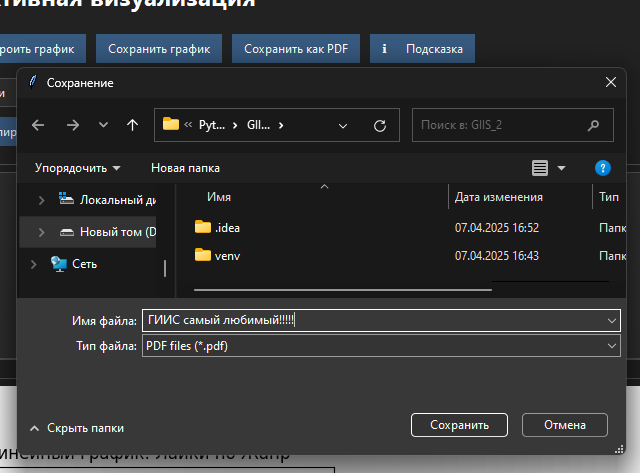 тивная визуализация
роить график Сохранить график Сохранить как PDF i Подсказка
и
Сохранение
Pyt... GII...
Поиск в: GIIS_2
пир
Упорядочить Новая папка
Имя Дата изменения Тип
Локальный ди
.idea 07.04.2025 16:52 Папк
Новый том (D
venv 07.04.2025 16:43 Папк
Сеть
Имя файла: ГИИС самый любимый!!!!!
Тип файла: PDF files (*.pdf)
Скрыть папки Сохранить Отмена
инейный график: Лайки по Жанр